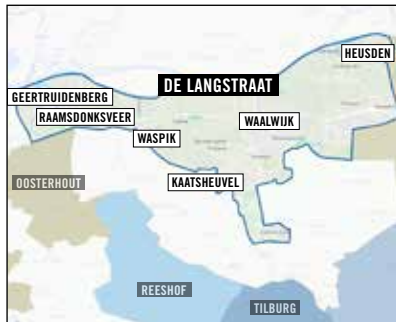 HEUSDEN
DE LANGSTRAAT
GEERTRUIDENBERG
RAAMSDONKSVEER
WAALWIJK
WASPIK
KAATSHEUVEL
OOSTERHOUT
REESHOF
TILBURG